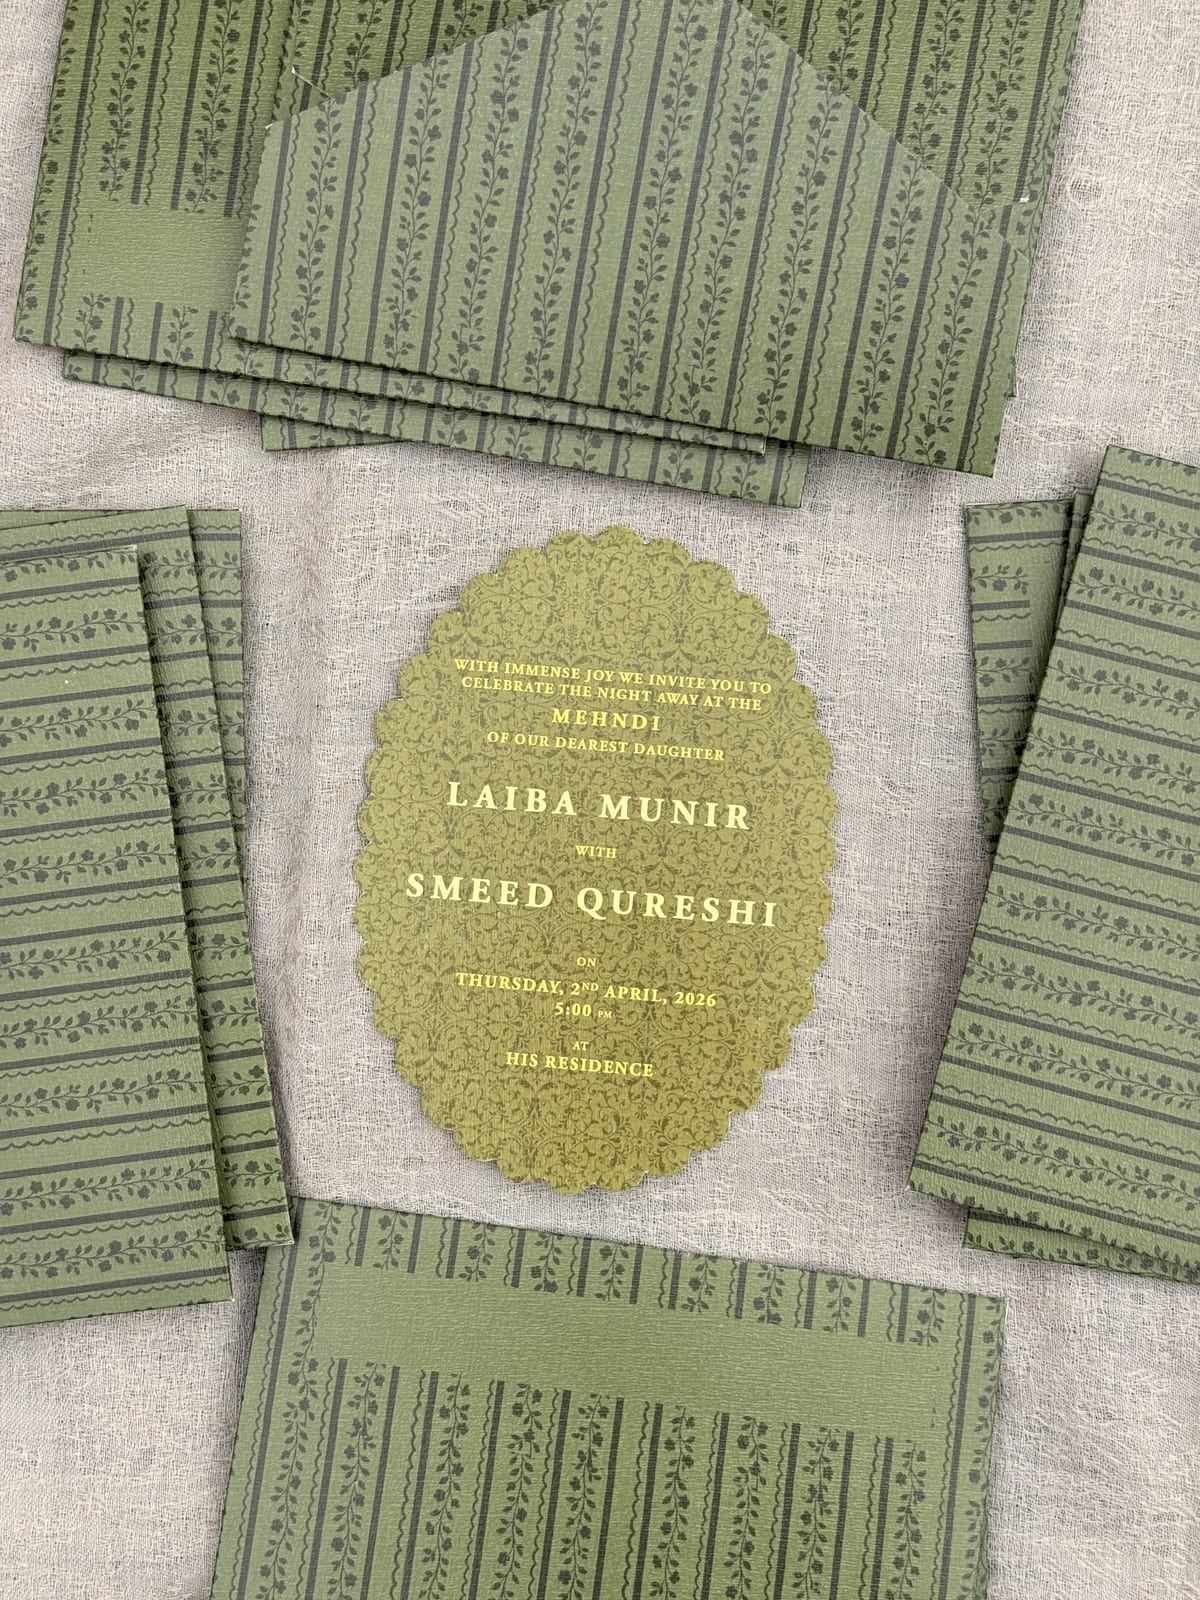 WITH IMMENSE JOY WE INVITE YOU TO
CELEBRATE THE NIGHT AWAY AT THE
MEHNDI
OF OUR DEAREST DAUGHTER
LAIBA MUNIR
WITH
SMEED QURESHI
ON
THURSDAY, 2ND APRIL, 2026
5:00 PM
AT
HIS RESIDENCE